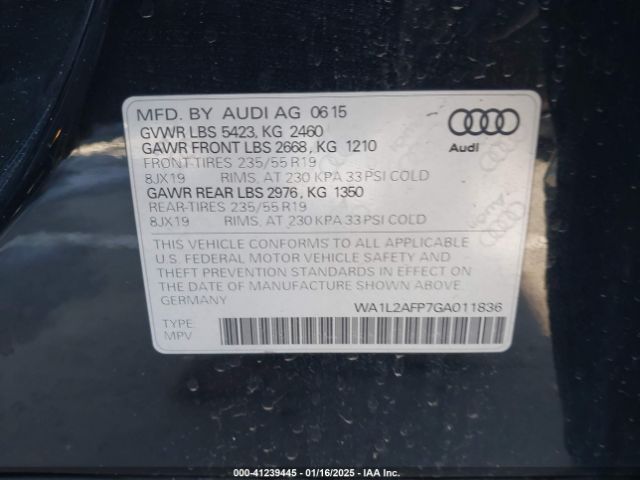 MFD. BY AUDI AG 06 15
GVWR LBS 5423, KG 2460
GAWR FRONT LBS 2668, KG 1210
FRONT-TIRES 235/55 R19
8JX19 RIMS, AT 230 KPA 33 PSI COLD
GAWR REAR LBS 2976, KG 1350
REAR-TIRES 235/55 R19
8JX19 RIMS, AT 230 KPA 33 PSI COLD
Audi
THIS VEHICLE CONFORMS TO ALL APPLICABLE
U.S. FEDERAL MOTOR VEHICLE SAFETY AND
THEFT PREVENTION STANDARDS IN EFFECT ON
THE DATE OF MANUFACTURE SHOWN ABOVE.
GERMANY WA1L2AFP7GA011836
TYPE:
MPV
000-41239445 - 01/16/2025 - IAA Inc.